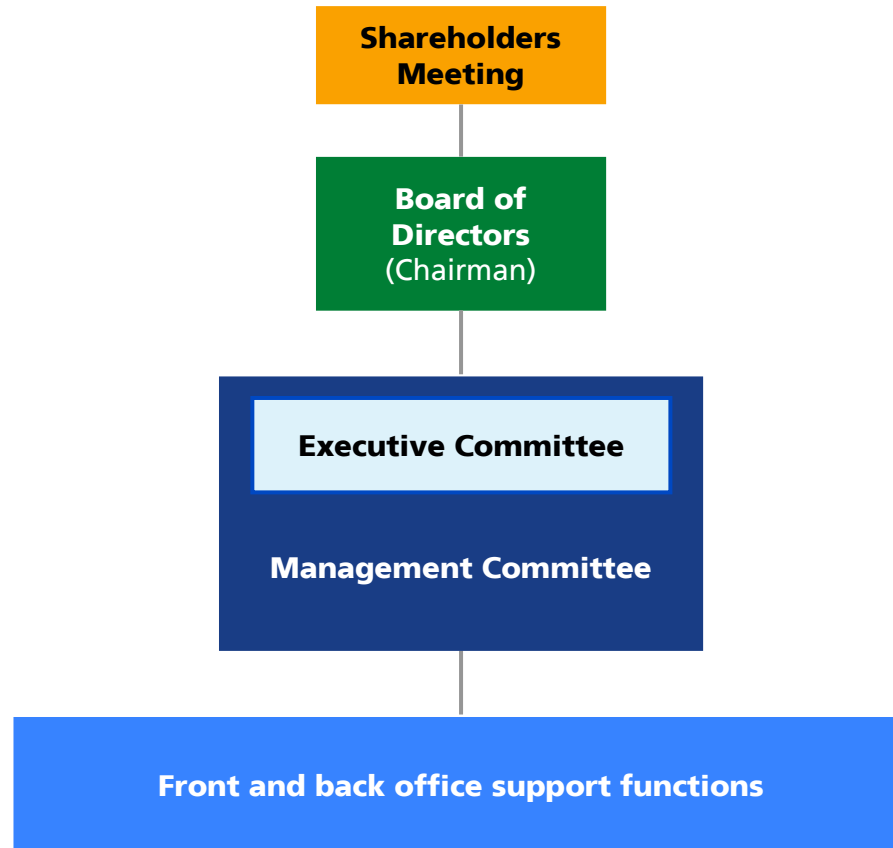 Shareholders
Meeting
Board of
Directors
(Chairman)
Executive Committee
Management Committee
Front and back office support functions